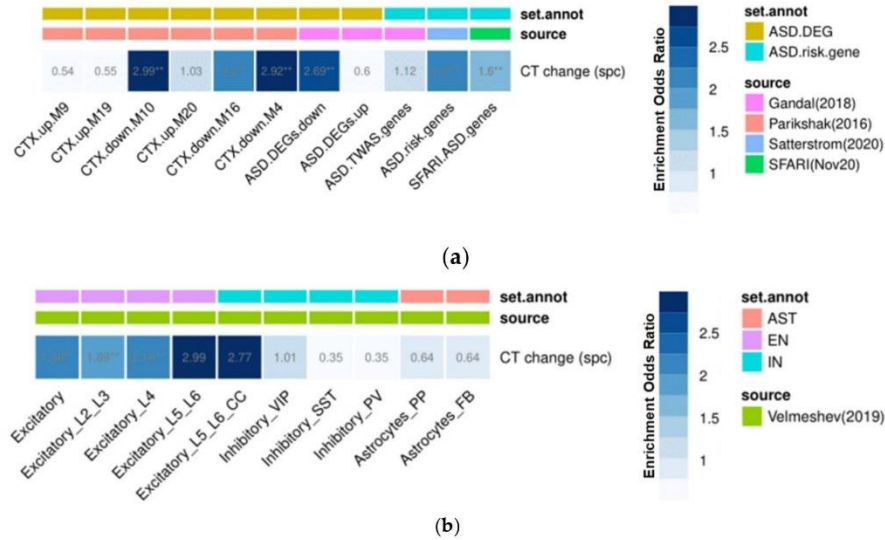 set.annot
source
0.54 0.55 2.99** 1.03 2.92** 2.69** 0.6 1.12 1.6** CT change (spc)
CTX.up.M9 CTX.up.M19 CTX.down.M10 CTX.up.M20 CTX.down.M16 CTX.down.M4 ASD.DEGs.down ASD.DEGs.up ASD.TWAS.genes ASD.risk.genes SFARI.ASD.genes
Enrichment Odds Ratio
2.5
2
1.5
1
set.annot
ASD.DEG
ASD.risk.gene
source
Gandal(2018)
Parikshak(2016)
Satterstrom(2020)
SFARI(Nov20)
(a)
set.annot
source
2.99 2.77 1.01 0.35 0.35 0.64 0.64 CT change (spc)
Excitatory Excitatory_L2_L3 Excitatory_L4 Excitatory_L5_L6 Excitatory_L5_L6_CC Inhibitory_VIP Inhibitory_SST Inhibitory_PV Astrocytes_PP Astrocytes_FB
Enrichment Odds Ratio
2.5
2
1.5
1
set.annot
AST
EN
IN
source
Velmeshev(2019)
(b)